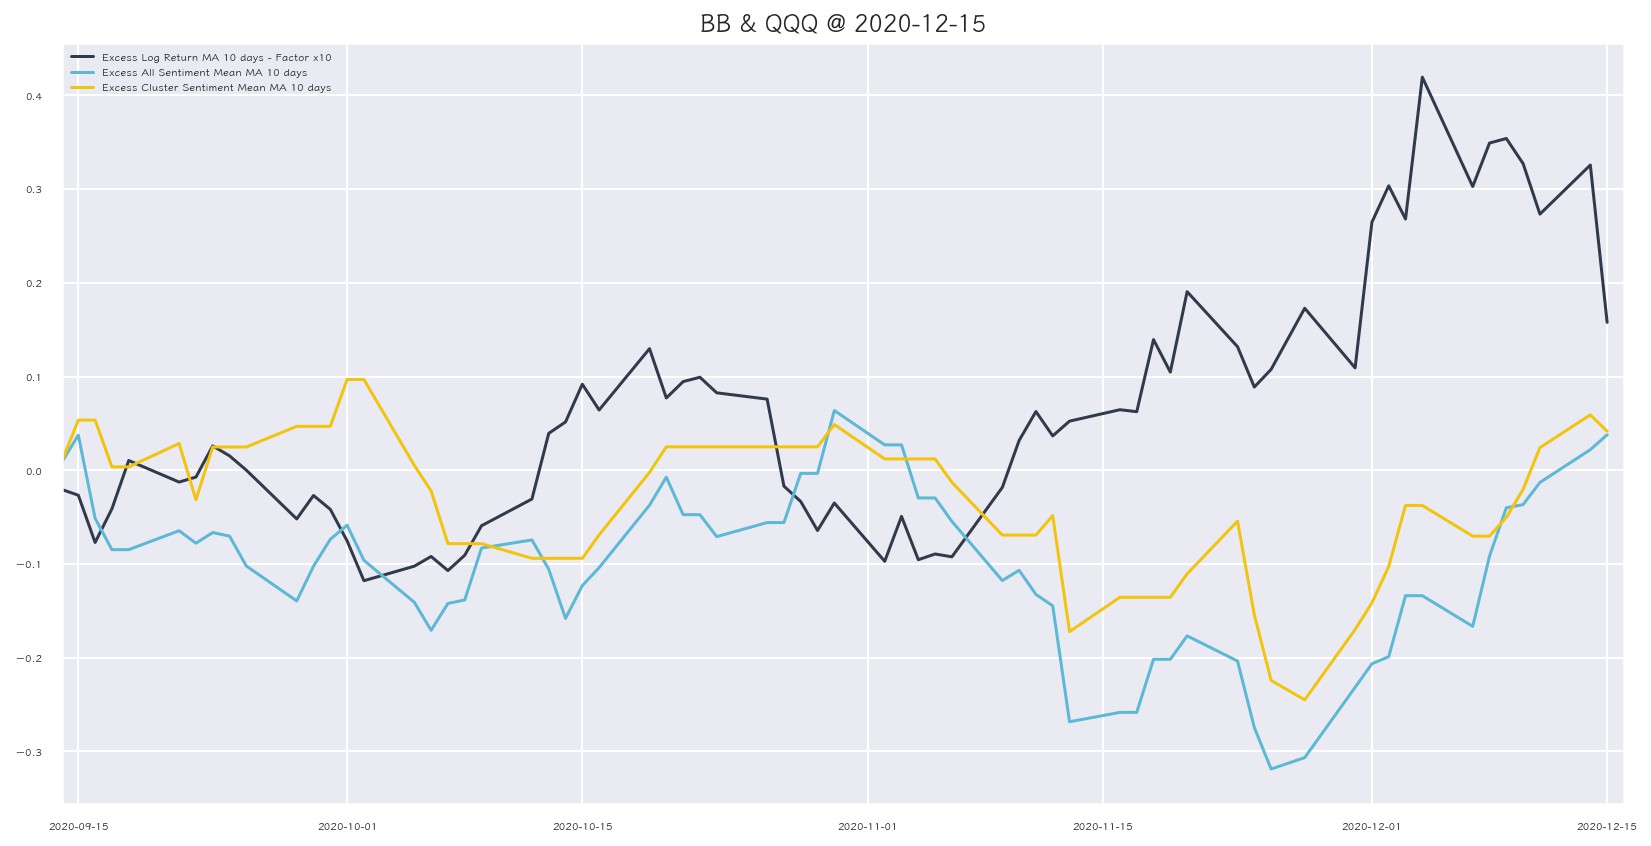 BB & QQQ @ 2020-12-15
Excess Log Return MA 10 days - Factor x10
Excess All Sentiment Mean MA 10 days
Excess Cluster Sentiment Mean MA 10 days
0.4
0.3
0.2
0.1
0.0
−0.1
−0.2
−0.3
2020-09-15 2020-10-01 2020-10-15 2020-11-01 2020-11-15 2020-12-01 2020-12-15